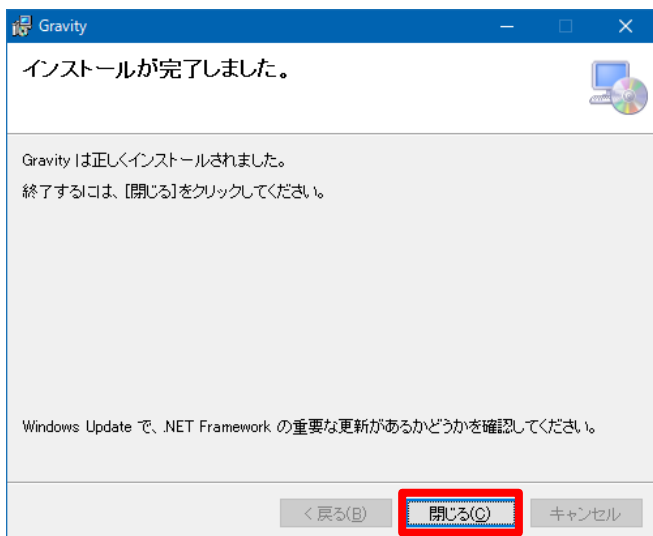 Gravity
インストールが完了しました。
Gravity は正しくインストールされました。
終了するには、[閉じる]をクリックしてください。
Windows Update で、.NET Framework の重要な更新があるかどうかを確認してください。
< 戻る(B)
閉じる(C)
キャンセル